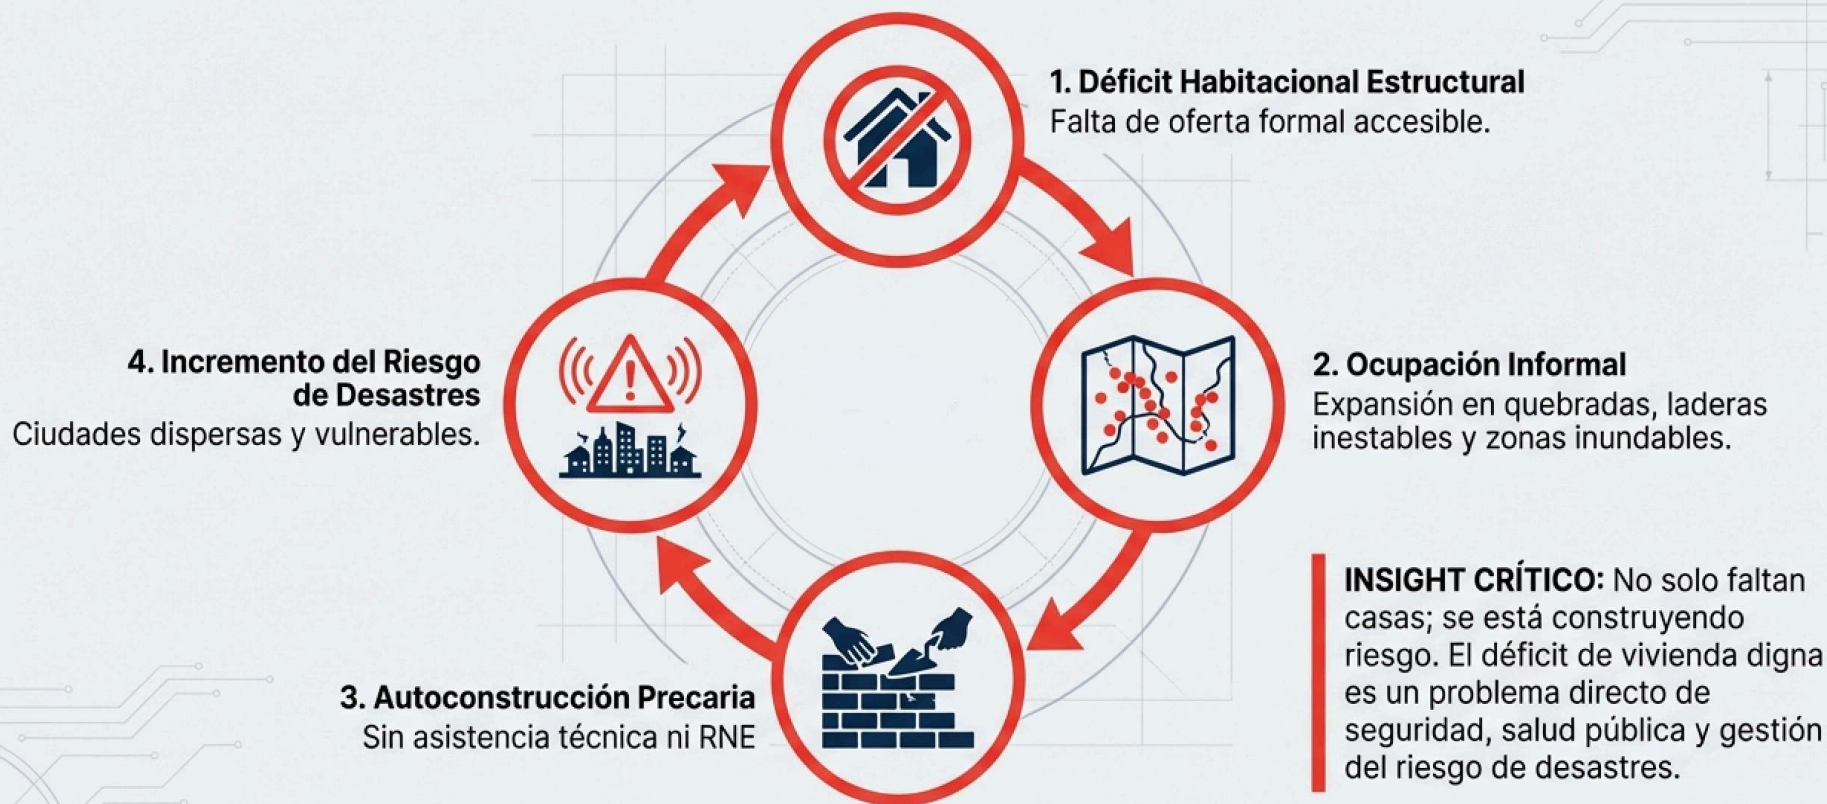 1. Déficit Habitacional Estructural
Falta de oferta formal accesible.
2. Ocupación Informal
Expansión en quebradas, laderas
inestables y zonas inundables.
3. Autoconstrucción Precaria
Sin asistencia técnica ni RNE
4. Incremento del Riesgo
de Desastres
Ciudades dispersas y vulnerables.
INSIGHT CRÍTICO: No solo faltan
casas; se está construyendo
riesgo. El déficit de vivienda digna
es un problema directo de
seguridad, salud pública y gestión
del riesgo de desastres.